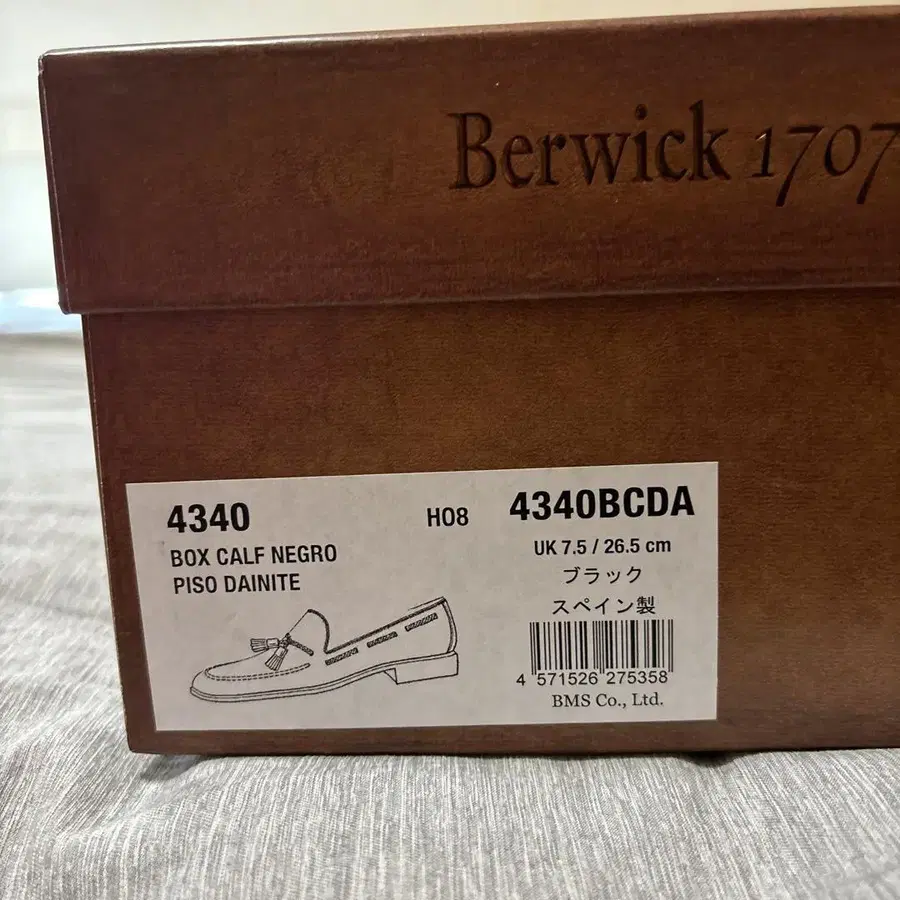 Berwick 1707
4340 H08 4340BCDA
BOX CALF NEGRO
PISO DAINITE
UK 7.5 / 26.5 cm
ブラック
スペイン製
4 571526 275358
BMS Co., Ltd.